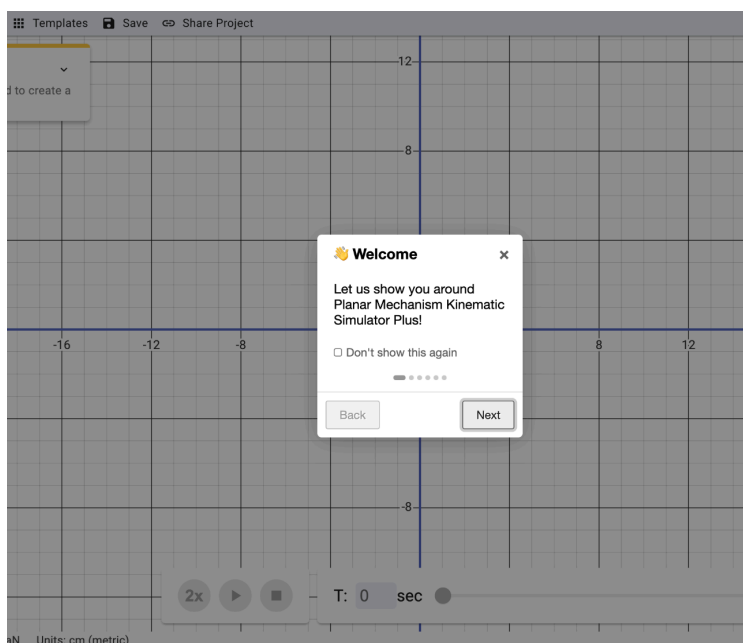 Templates Save Share Project
d to create a
12
8
👋 Welcome ×
Let us show you around
Planar Mechanism Kinematic
Simulator Plus!
Don't show this again
Back Next
-16 -12 -8 8 12
-8
2x T: 0 sec
aN Units: cm (metric)